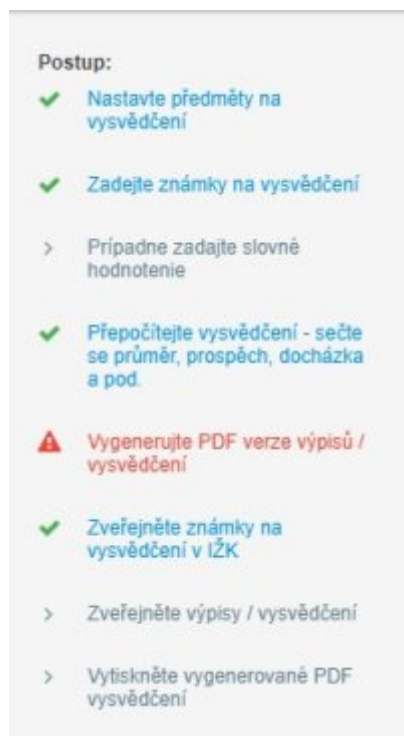 Postup:
Nastavte předměty na
vysvědčení
Zadejte známky na vysvědčení
Prípadne zadajte slovné
hodnotenie
Přepočítejte vysvědčení - sečte
se průměr, prospěch, docházka
a pod.
Vygenerujte PDF verze výpisů /
vysvědčení
Zveřejněte známky na
vysvědčení v IŽK
Zveřejněte výpisy / vysvědčení
Vytiskněte vygenerované PDF
vysvědčení